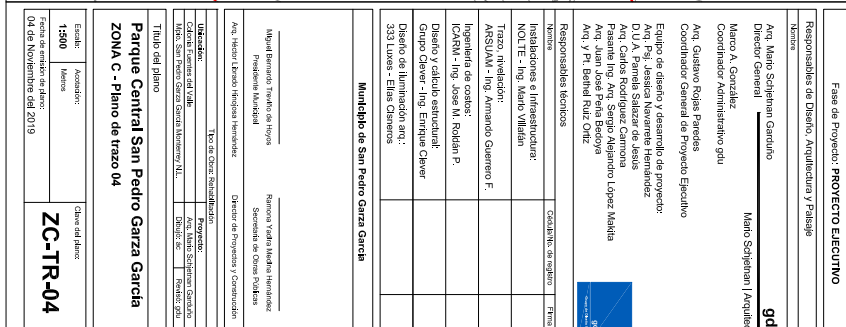 Fase de Proyecto: PROYECTO EJECUTIVO
Responsables de Diseño, Arquitectura y Paisaje
Nombre
Arq. Mario Schjetnan Garduño
Director General
gd
Mario Schjetnan | Arquitec
Marco A. González
Coordinador Administrativo gdu
Arq. Gustavo Rojas Paredes
Coordinador General de Proyecto Ejecutivo
Equipo de diseño y desarrollo de proyecto:
Arq. Psj. Jessica Navarrete Hernández
D.U.A. Pamela Salazar de Jesús
Arq. Carlos Rodríguez Carmona
Pasante Ing. Arq. Sergio Alejandro López Makita
Arq. Juan José Peña Bedoya
Arq. y Pt. Bethel Ruiz Ortiz
Responsables técnicos
Nombre Cédula/No. de registro Firma
Instalaciones e Infraestructura:
NOLTE - Ing. Mario Villafán
Trazo, nivelación:
ARSUAM - Ing. Armando Guerrero F.
Ingeniería de costos:
ICARM - Ing. Jose M. Roldán P.
Diseño y cálculo estructural:
Grupo Clever - Ing. Enrique Clever
Diseño de iluminación arq.:
333 Luxes - Elías Cisneros
Municipio de San Pedro Garza García
Miguel Bernardo Treviño de Hoyos
Presidente Municipal
Ramona Yadira Medina Hernández
Secretaría de Obras Públicas
Arq. Héctor Librado Hinojosa Hernández
Director de Proyectos y Construcción
Tipo de Obra: Rehabilitación
Ubicación:
Colonia Fuentes del Valle
Mpio. San Pedro Garza García Monterrey N.L.
Proyecto:
Arq. Mario Schjetnan Garduño
Dibujó: ác Revisó: gdu
Título del plano
Parque Central San Pedro Garza García
ZONA C - Plano de trazo 04
Escala: Acotación:
1:500 Metros
Fecha de emisión de plano:
04 de Noviembre del 2019
Clave del plano:
ZC-TR-04